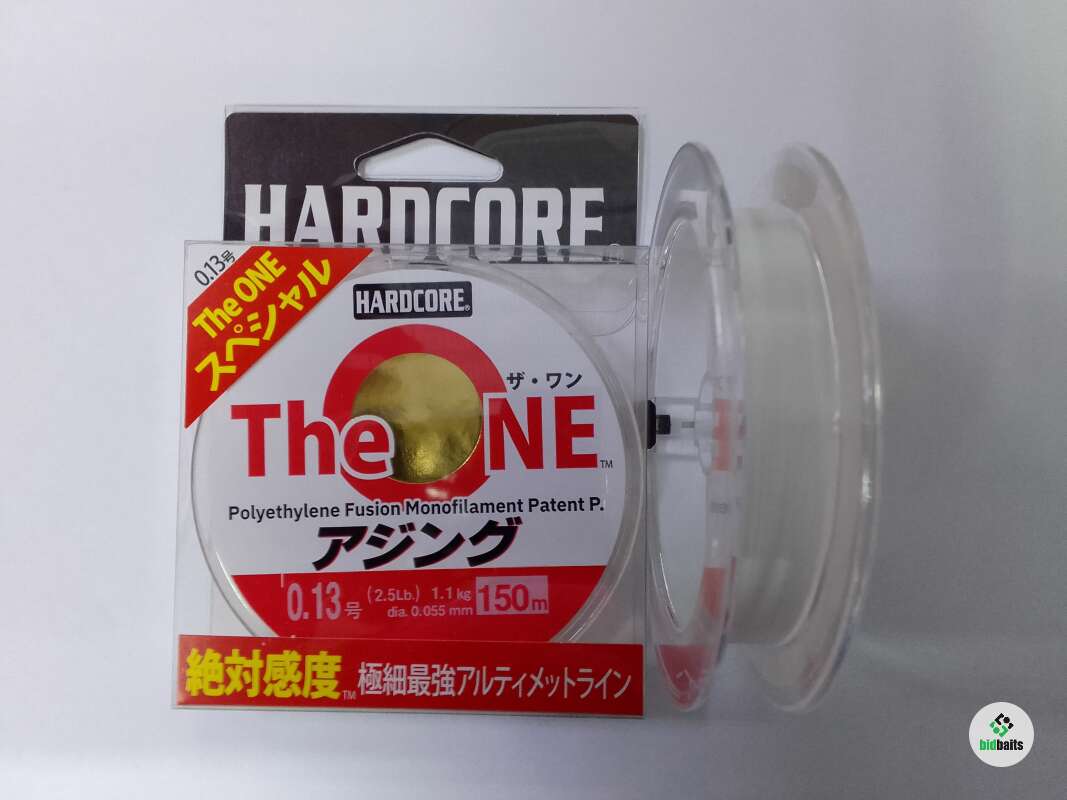 HARDCORE®
0.13号
The ONE
スペシャル
HARDCORE®
ザ・ワン
The ONE™
Polyethylene Fusion Monofilament Patent P.
アジング
0.13号 (2.5Lb.) 1.1kg 150m
dia. 0.055 mm
絶対感度™ 極細最強アルティメットライン
bidbaits